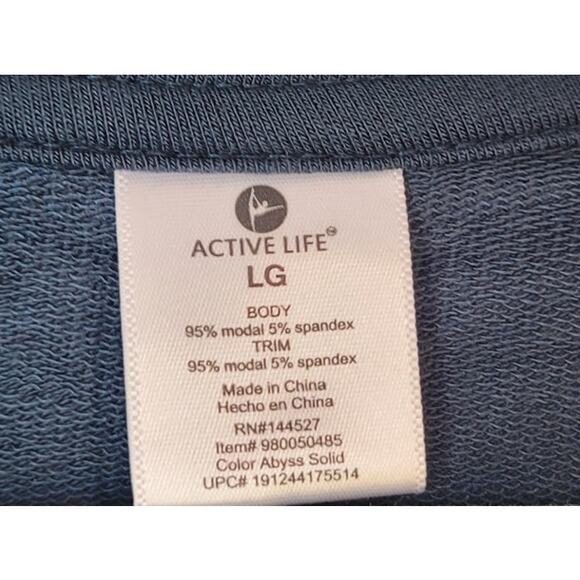 ACTIVE LIFE™
LG
BODY
95% modal 5% spandex
TRIM
95% modal 5% spandex
Made in China
Hecho en China
RN#144527
Item# 980050485
Color Abyss Solid
UPC# 191244175514